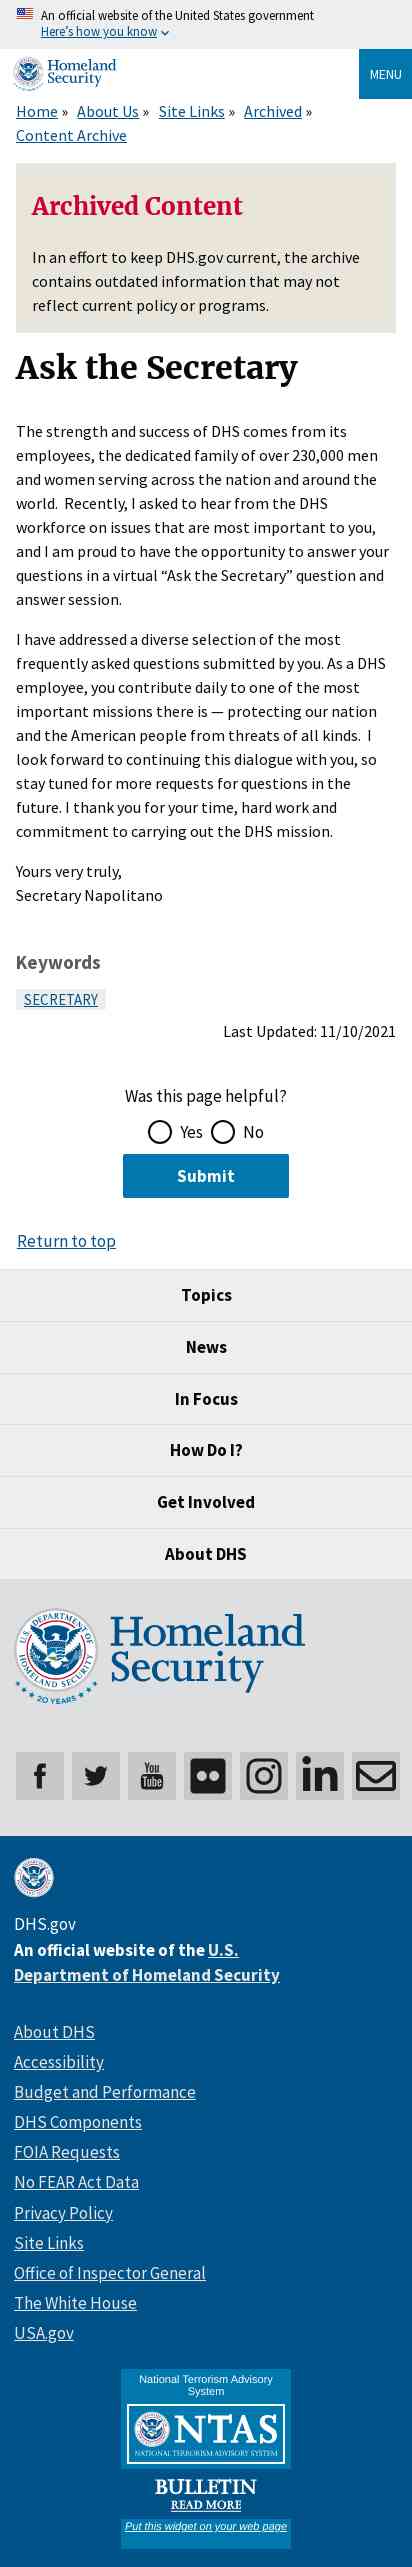 An official website of the United States government
Here's how you know
Homeland
Security
MENU
Home » About Us » Site Links » Archived »
Content Archive
Archived Content
In an effort to keep DHS.gov current, the archive
contains outdated information that may not
reflect current policy or programs.
Ask the Secretary
The strength and success of DHS comes from its
employees, the dedicated family of over 230,000 men
and women serving across the nation and around the
world.  Recently, I asked to hear from the DHS
workforce on issues that are most important to you,
and I am proud to have the opportunity to answer your
questions in a virtual “Ask the Secretary” question and
answer session.
I have addressed a diverse selection of the most
frequently asked questions submitted by you. As a DHS
employee, you contribute daily to one of the most
important missions there is — protecting our nation
and the American people from threats of all kinds.  I
look forward to continuing this dialogue with you, so
stay tuned for more requests for questions in the
future. I thank you for your time, hard work and
commitment to carrying out the DHS mission.
Yours very truly,
Secretary Napolitano
Keywords
SECRETARY
Last Updated: 11/10/2021
Was this page helpful?
Yes No
Submit
Return to top
Topics
News
In Focus
How Do I?
Get Involved
About DHS
U.S. DEPARTMENT OF
HOMELAND SECURITY
20 YEARS
Homeland
Security
You
Tube
in
DHS.gov
An official website of the U.S.
Department of Homeland Security
About DHS
Accessibility
Budget and Performance
DHS Components
FOIA Requests
No FEAR Act Data
Privacy Policy
Site Links
Office of Inspector General
The White House
USA.gov
National Terrorism Advisory
System
NTAS
NATIONAL TERRORISM ADVISORY SYSTEM
BULLETIN
READ MORE
Put this widget on your web page